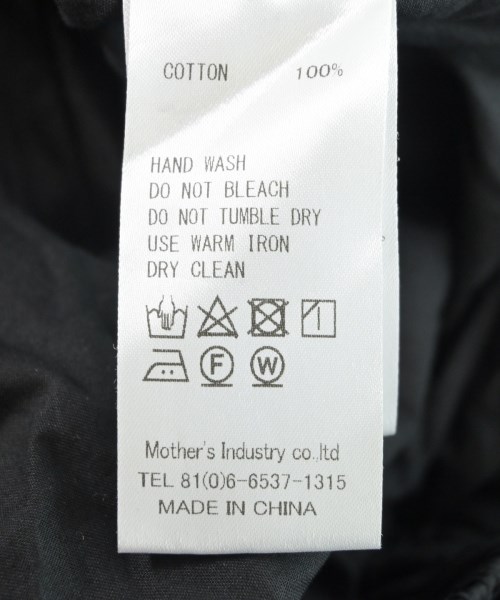 COTTON 100%
HAND WASH
DO NOT BLEACH
DO NOT TUMBLE DRY
USE WARM IRON
DRY CLEAN
F W
Mother's Industry co.,ltd
TEL 81(0)6-6537-1315
MADE IN CHINA